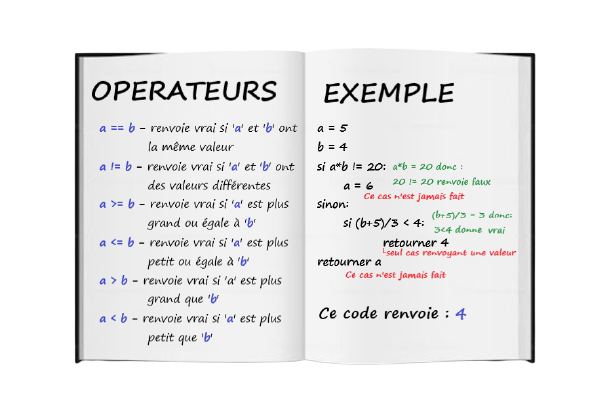 OPERATEURS
a == b - renvoie vrai si 'a' et 'b' ont
la même valeur
a != b - renvoie vrai si 'a' et 'b' ont
des valeurs différentes
a >= b - renvoie vrai si 'a' est plus
grand ou égale à 'b'
a <= b - renvoie vrai si 'a' est plus
petit ou égale à 'b'
a > b - renvoie vrai si 'a' est plus
grand que 'b'
a < b - renvoie vrai si 'a' est plus
petit que 'b'
EXEMPLE
a = 5
b = 4
si a*b != 20: a*b = 20 donc :
20 != 20 renvoie faux
a = 6
Ce cas n'est jamais fait
sinon:
si (b+5)/3 < 4: (b+5)/3 = 3 donc:
3<4 donne vrai
retourner 4
seul cas renvoyant une valeur
retourner a
Ce cas n'est jamais fait
Ce code renvoie : 4